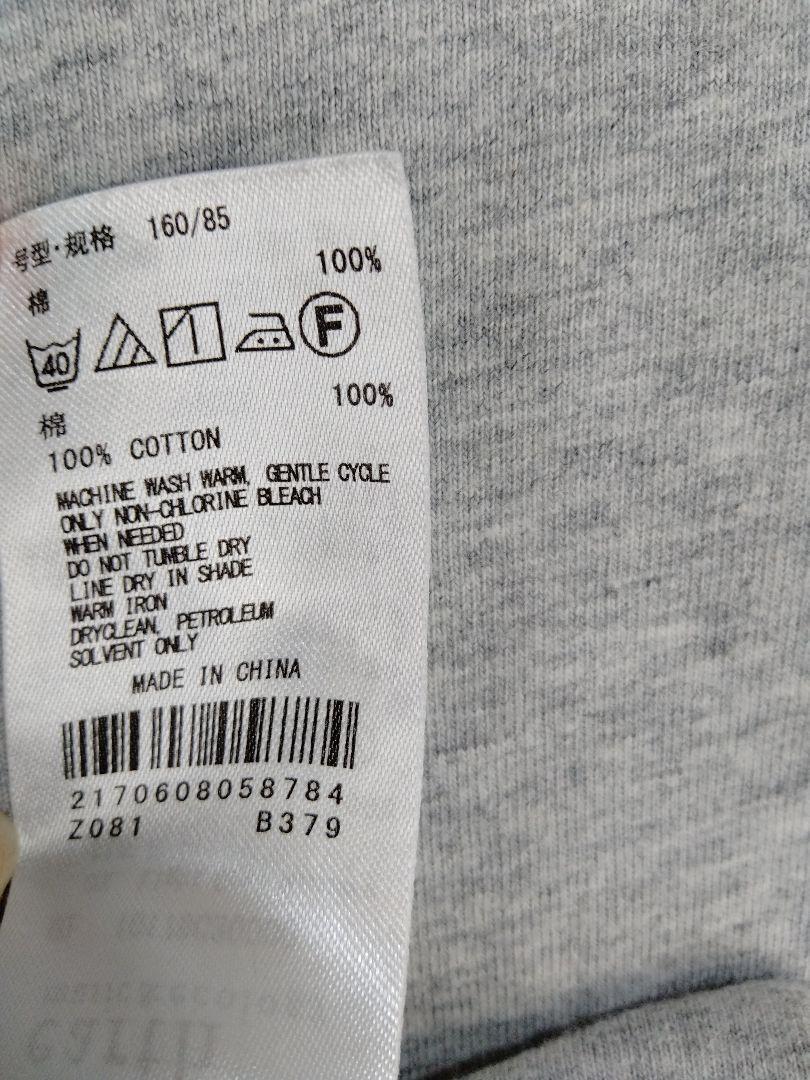 号型·规格 160/85
棉 100%
40 F
棉 100%
100% COTTON
MACHINE WASH WARM, GENTLE CYCLE
ONLY NON-CHLORINE BLEACH
WHEN NEEDED
DO NOT TUMBLE DRY
LINE DRY IN SHADE
WARM IRON
DRYCLEAN, PETROLEUM
SOLVENT ONLY
MADE IN CHINA
2170608058784
Z081 B379